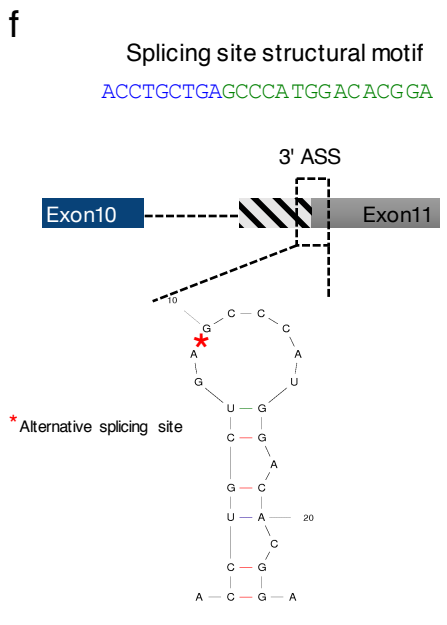 f
Splicing site structural motif
ACCTGCTGAGCCCATGGACACGGA
3' ASS
Exon10 Exon11
10
G C C C
A A
G U
U G
* Alternative splicing site
C G
A
G C
U A 20
C
C G
A C G A